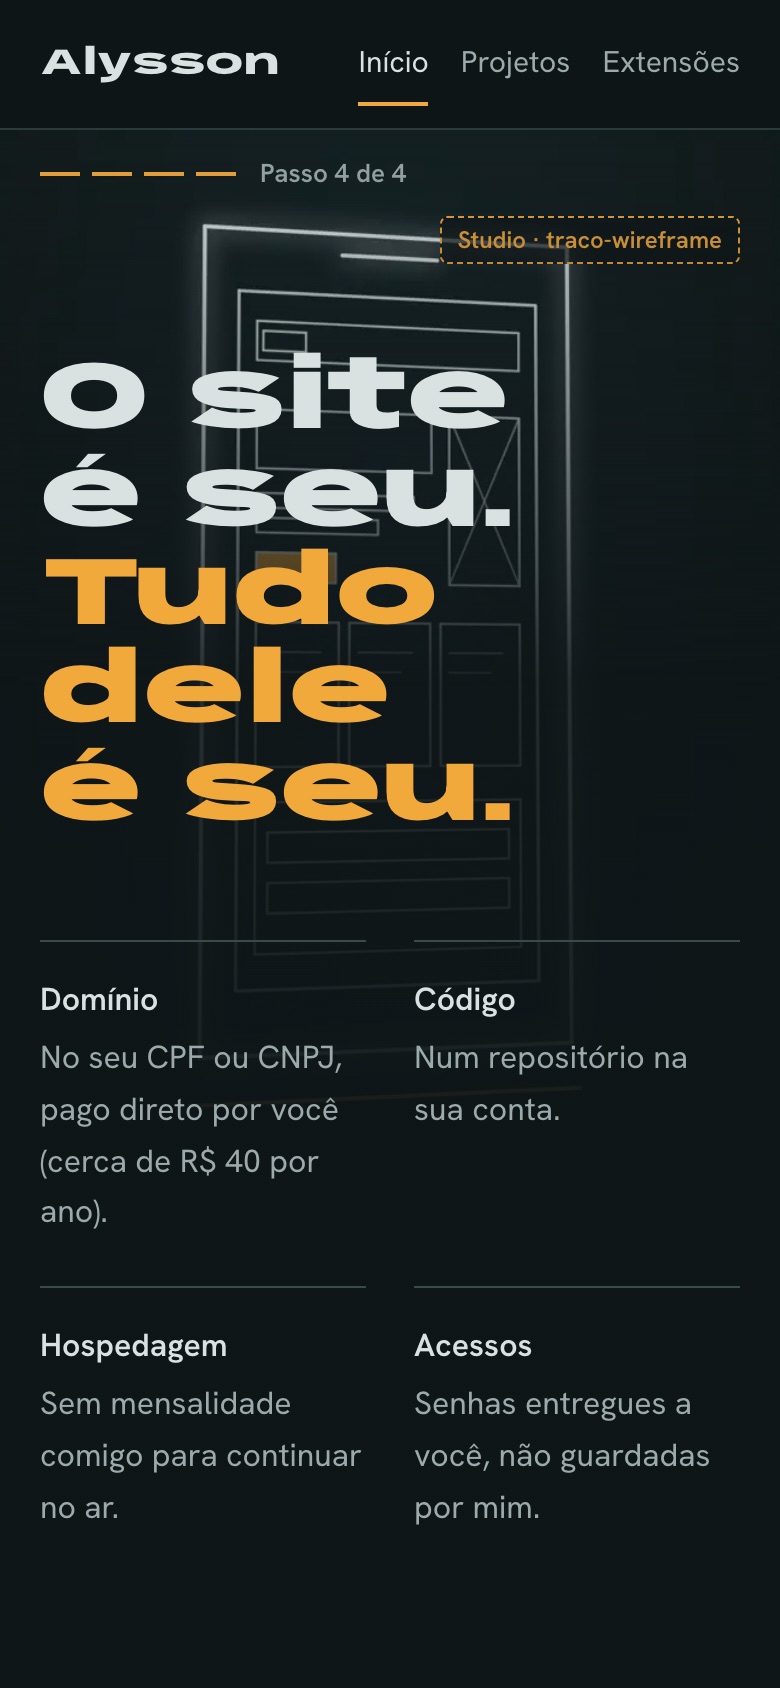 Alysson
Início
Projetos
Extensões
Passo 4 de 4
Studio · traco-wireframe
O site
é seu.
Tudo
dele
é seu.
Domínio
No seu CPF ou CNPJ,
pago direto por você
(cerca de R$ 40 por
ano).
Código
Num repositório na
sua conta.
Hospedagem
Sem mensalidade
comigo para continuar
no ar.
Acessos
Senhas entregues a
você, não guardadas
por mim.